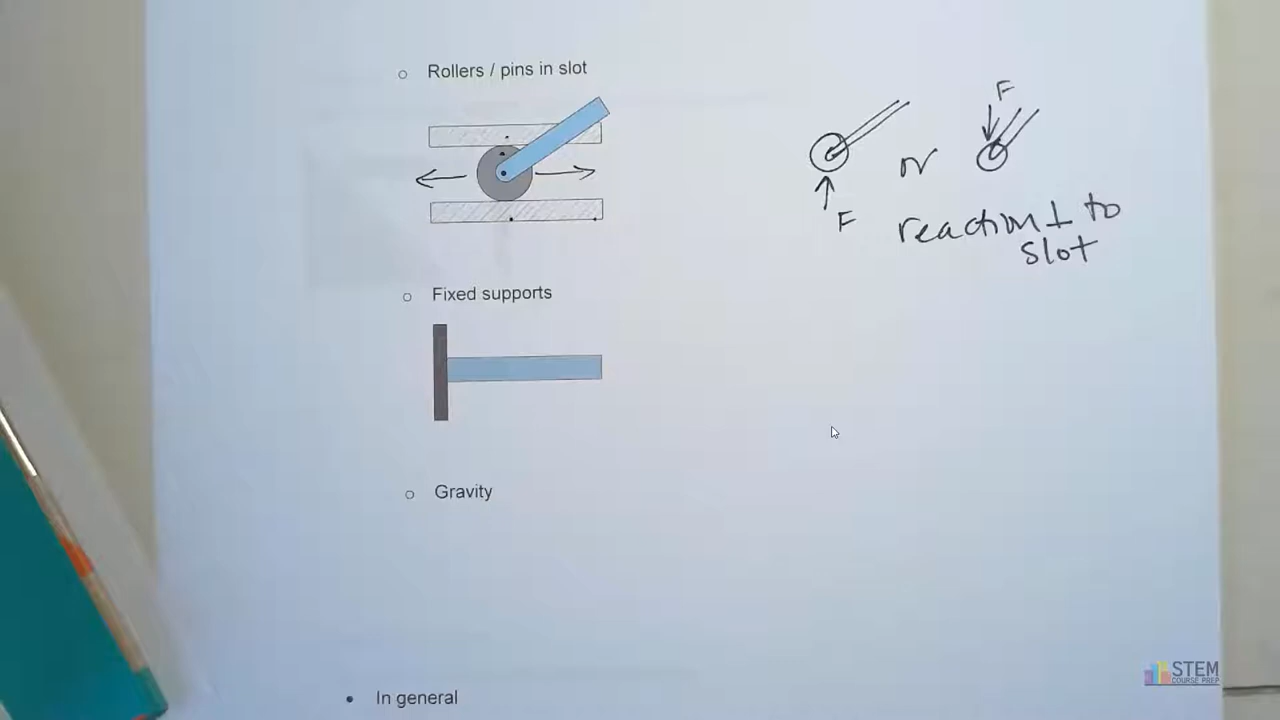 Rollers / pins in slot
F
or
F
reaction ⊥ to
slot
Fixed supports
Gravity
STEM
COURSE PREP
In general